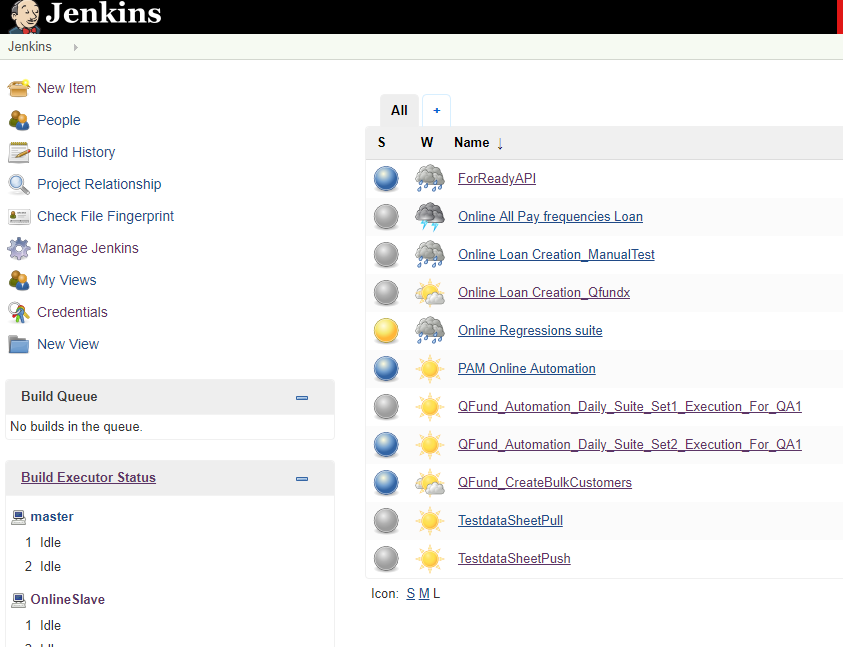 Jenkins
Jenkins
New Item
People
Build History
Project Relationship
Check File Fingerprint
Manage Jenkins
My Views
Credentials
New View
Build Queue
No builds in the queue.
Build Executor Status
master
1 Idle
2 Idle
OnlineSlave
1 Idle
All +
S W Name ↓
ForReadyAPI
Online All Pay frequencies Loan
Online Loan Creation_ManualTest
Online Loan Creation_Qfundx
Online Regressions suite
PAM Online Automation
QFund_Automation_Daily_Suite_Set1_Execution_For_QA1
QFund_Automation_Daily_Suite_Set2_Execution_For_QA1
QFund_CreateBulkCustomers
TestdataSheetPull
TestdataSheetPush
Icon: S M L